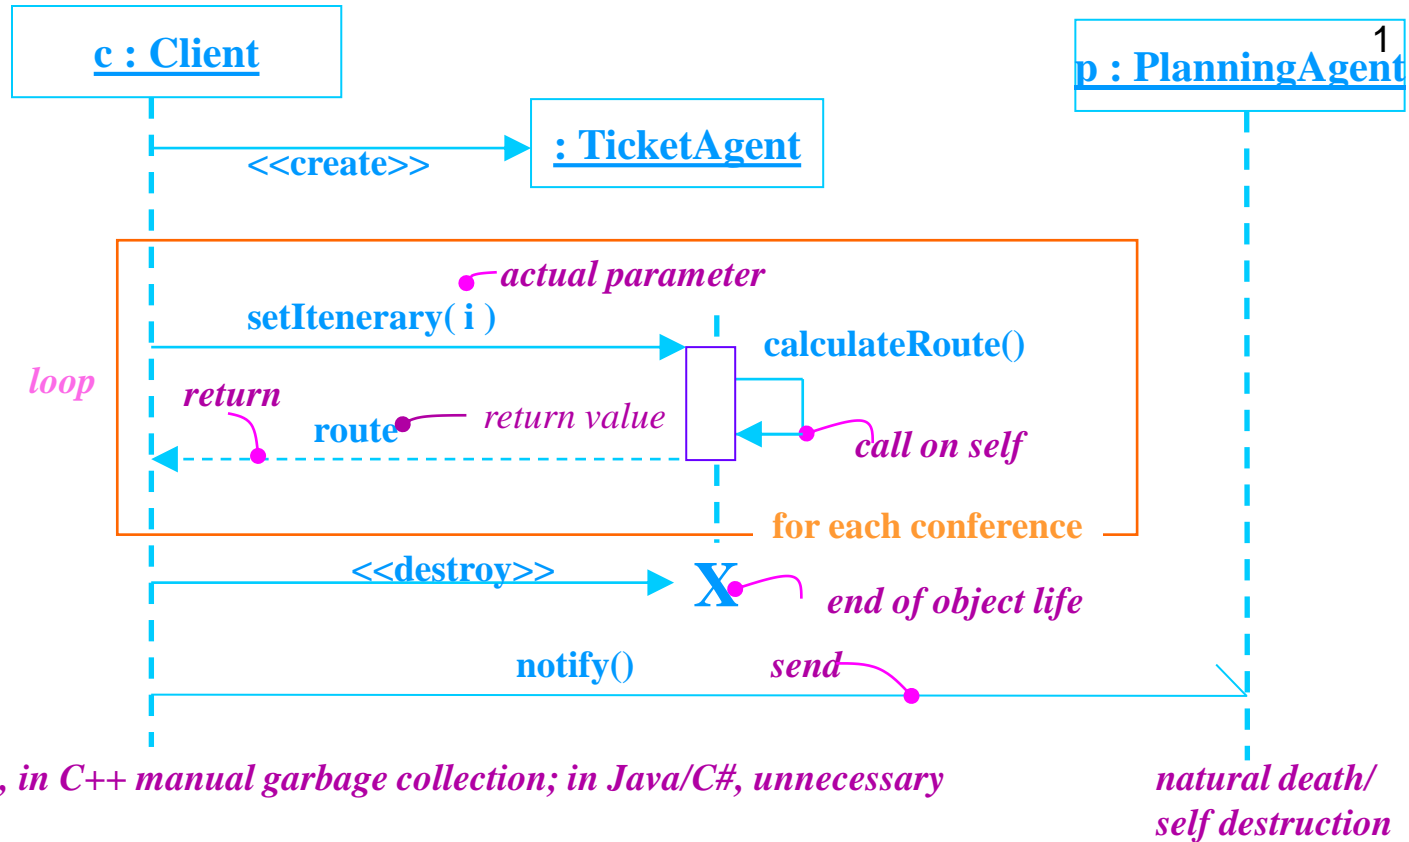 1
c : Client
p : PlanningAgent
: TicketAgent
<<create>>
actual parameter
setItenerary( i )
calculateRoute()
loop
return
route
return value
call on self
for each conference
<<destroy>>
X
end of object life
notify()
send
, in C++ manual garbage collection; in Java/C#, unnecessary
natural death/
self destruction